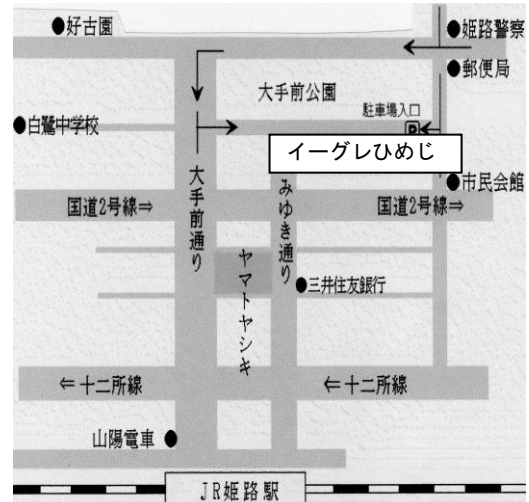 好古園
姫路警察
郵便局
大手前公園
駐車場入口
P
白鷺中学校
イーグレひめじ
市民会館
国道2号線⇒
大手前通り
みゆき通り
国道2号線⇒
ヤマトヤシキ
三井住友銀行
⇐十二所線
⇐十二所線
山陽電車
JR姫路駅